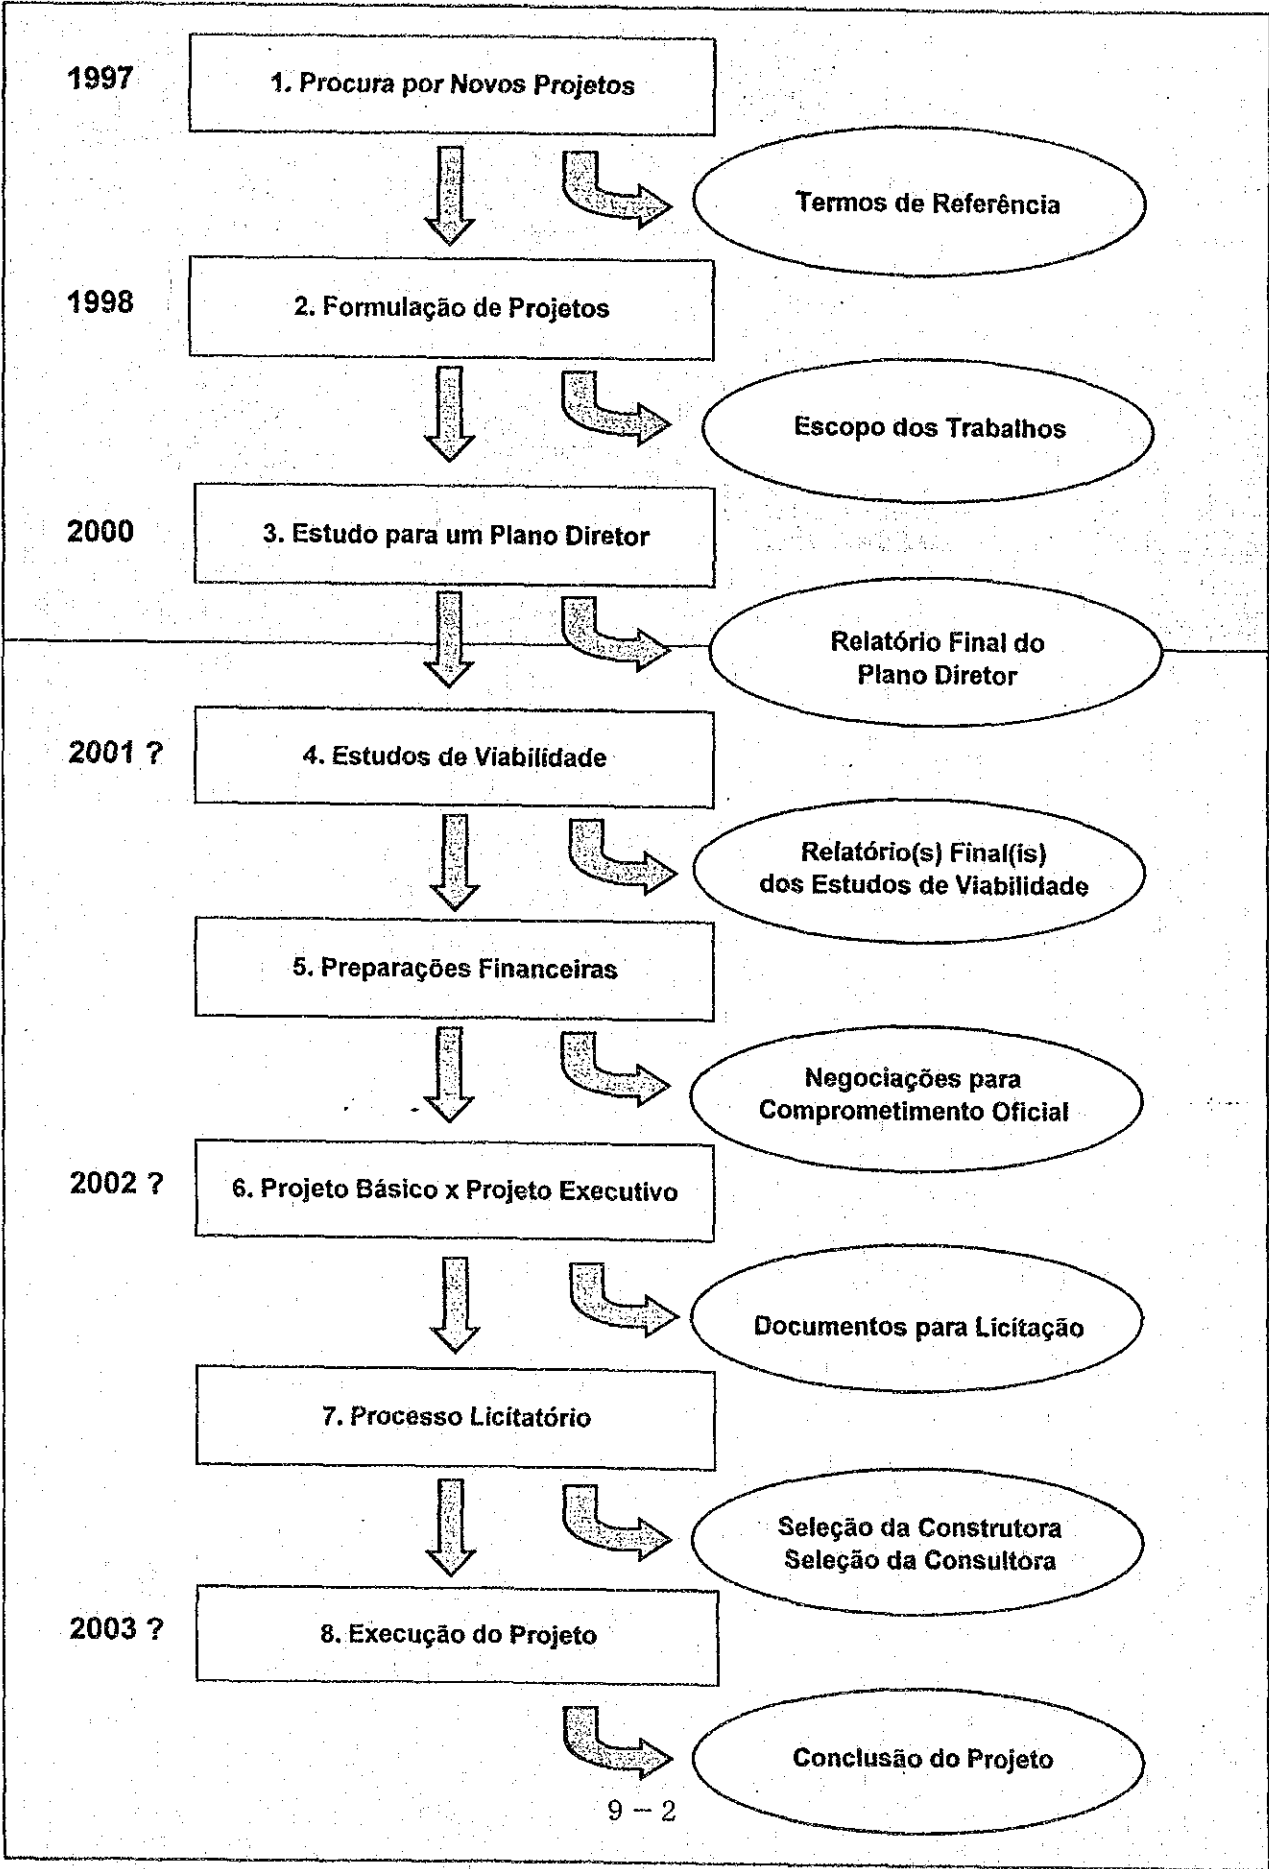 1997
1. Procura por Novos Projetos
Termos de Referência
1998
2. Formulação de Projetos
Escopo dos Trabalhos
2000
3. Estudo para um Plano Diretor
Relatório Final do
Plano Diretor
2001 ?
4. Estudos de Viabilidade
Relatório(s) Final(is)
dos Estudos de Viabilidade
5. Preparações Financeiras
Negociações para
Comprometimento Oficial
2002 ?
6. Projeto Básico x Projeto Executivo
Documentos para Licitação
7. Processo Licitatório
Seleção da Construtora
Seleção da Consultora
2003 ?
8. Execução do Projeto
Conclusão do Projeto
9 - 2